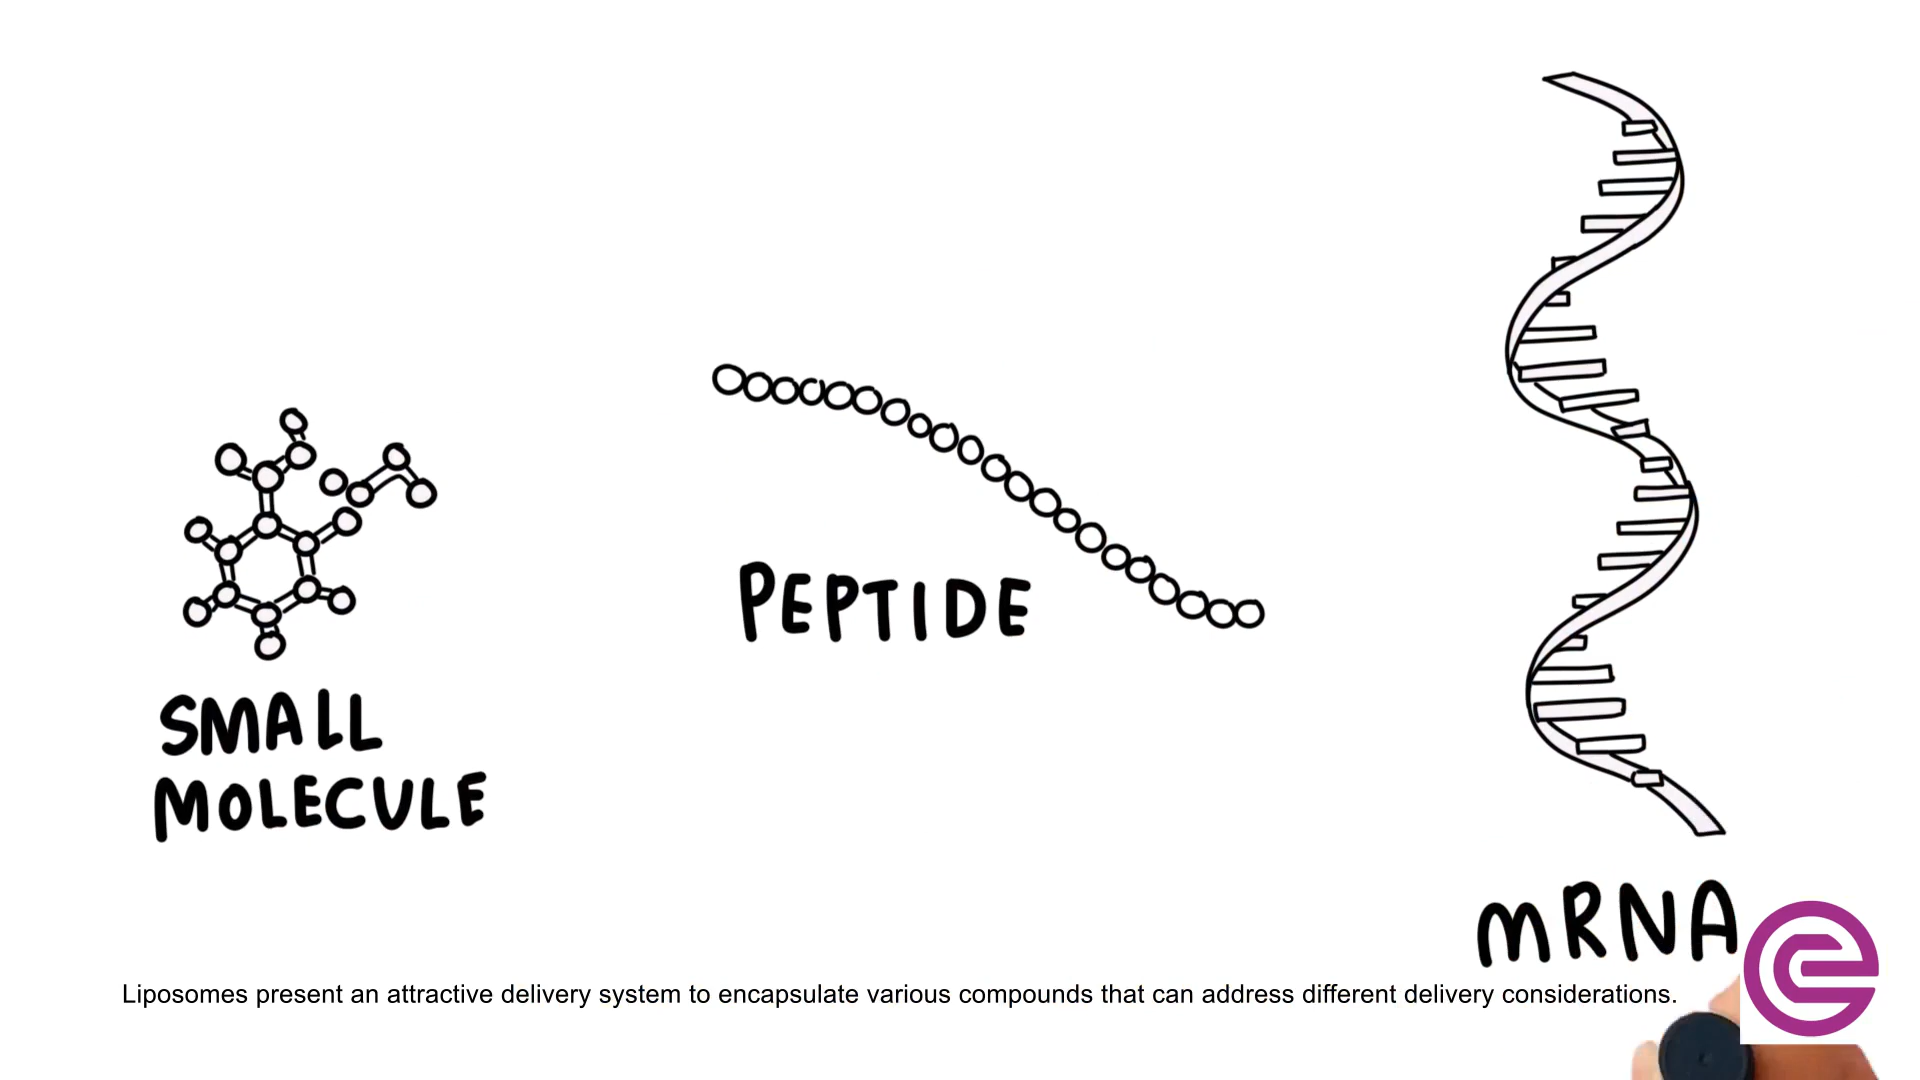 SMALL
MOLECULE
PEPTIDE
mRNA
Liposomes present an attractive delivery system to encapsulate various compounds that can address different delivery considerations.